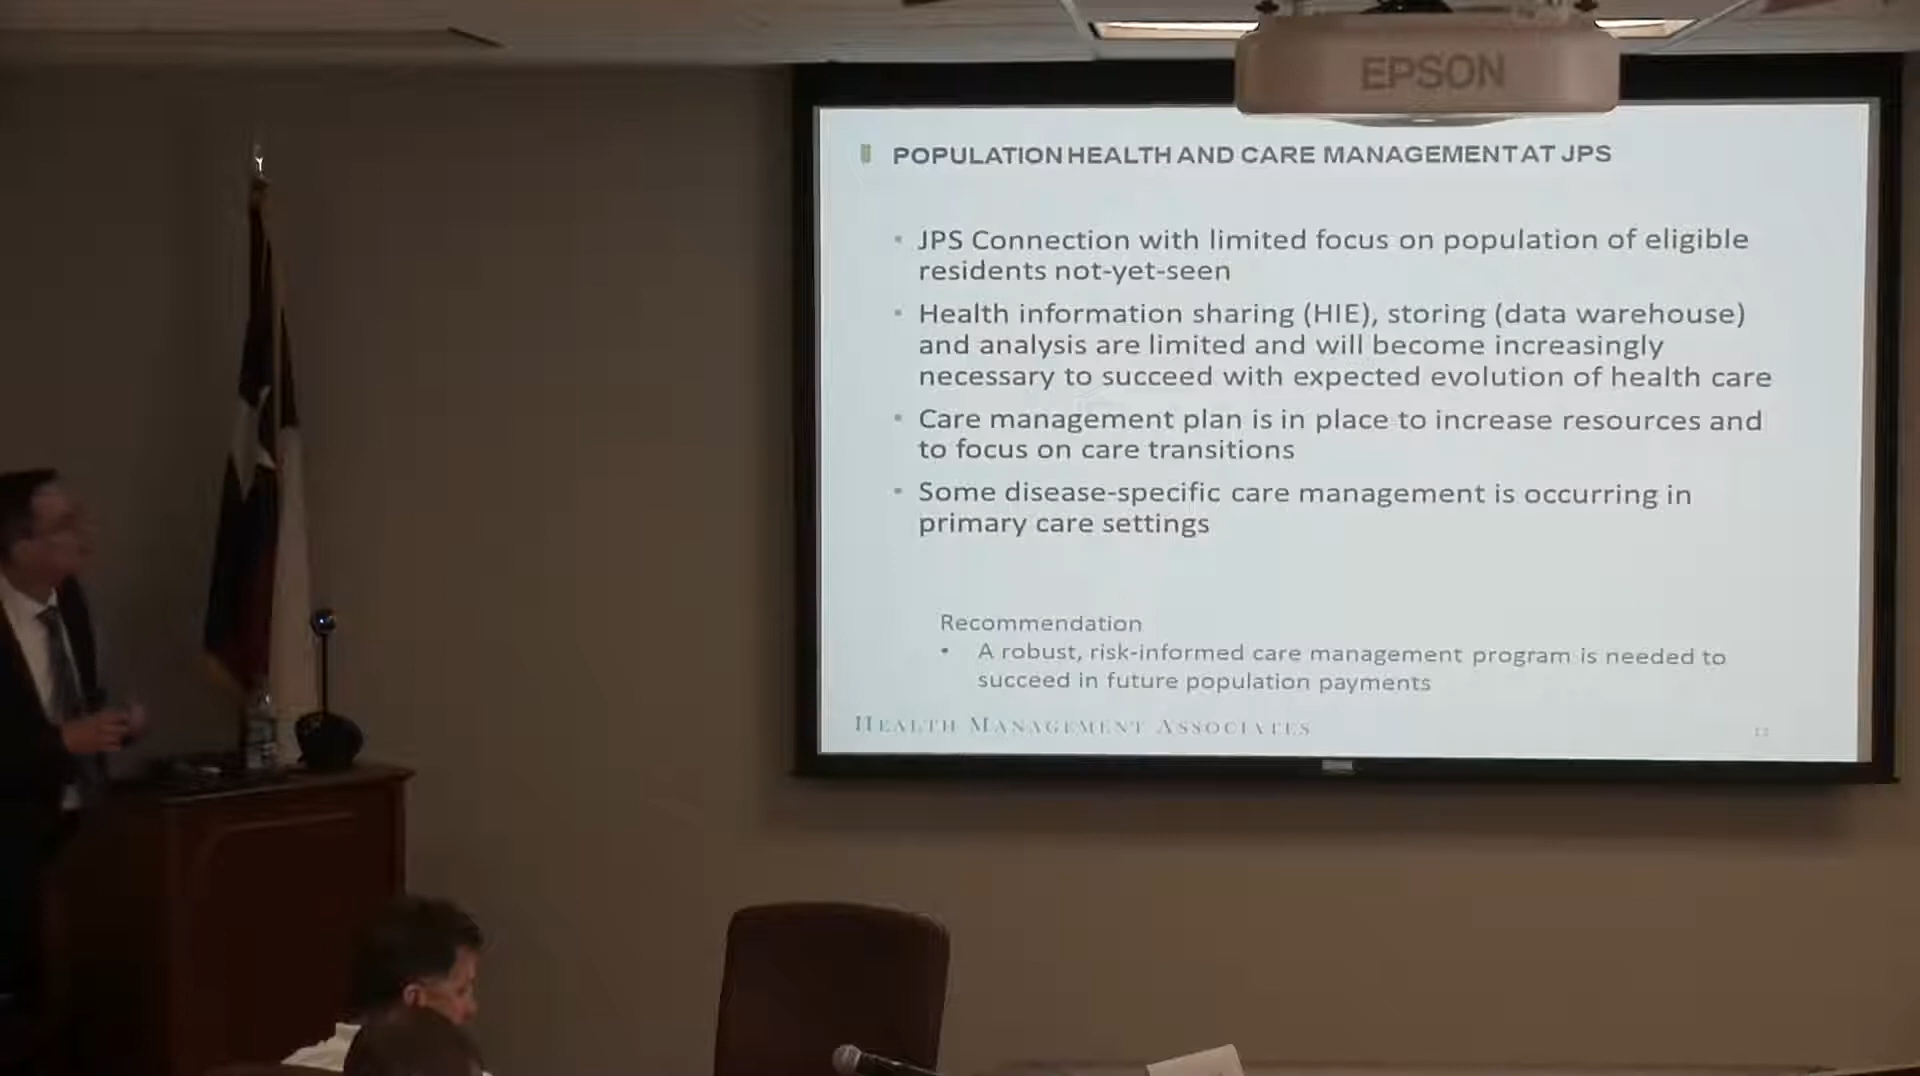 EPSON
POPULATION HEALTH AND CARE MANAGEMENT AT JPS
JPS Connection with limited focus on population of eligible
residents not-yet-seen
Health information sharing (HIE), storing (data warehouse)
and analysis are limited and will become increasingly
necessary to succeed with expected evolution of health care
Care management plan is in place to increase resources and
to focus on care transitions
Some disease-specific care management is occurring in
primary care settings
Recommendation
• A robust, risk-informed care management program is needed to
succeed in future population payments
HEALTH MANAGEMENT ASSOCIATES